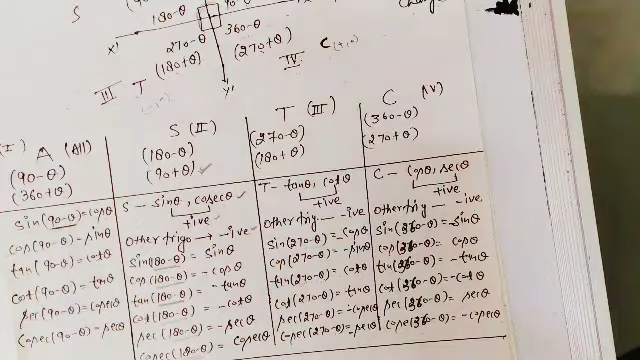 S
180-θ
90-θ
X'
270-θ
360-θ
III T (180+θ)
(270+θ)
IV
C
Y'
(I) A (All)
(90-θ)
(360+θ)
sin(90-θ)=cosθ
cos(90-θ)=sinθ
tan(90-θ)=cotθ
cot(90-θ)=tanθ
sec(90-θ)=cosecθ
cosec(90-θ)=secθ
S (II)
(180-θ)
(90+θ) ✓
S - sinθ, cosecθ ✓
+ive
Other trigo → -ive
sin(180-θ)= sinθ
cos(180-θ)= -cosθ
tan(180-θ)= -tanθ
cot(180-θ)= -cotθ
sec(180-θ)= -secθ
cosec(180-θ)= cosecθ
T (III)
(270-θ)
(180+θ)
T- tanθ, cotθ
+ive
Other trig -- -ive
sin(270-θ)= -cosθ
cos(270-θ)= -sinθ
tan(270-θ)= cotθ
cot(270-θ)= tanθ
sec(270-θ)= -cosecθ
cosec(270-θ)= -secθ
C (IV)
(360-θ)
(270+θ)
C - cosθ, secθ
+ive
Other trig -- -ive
sin(360-θ)= -sinθ
cos(360-θ)= cosθ
tan(360-θ)= -tanθ
cot(360-θ)= -cotθ
sec(360-θ)= secθ
cosec(360-θ)= -cosecθ